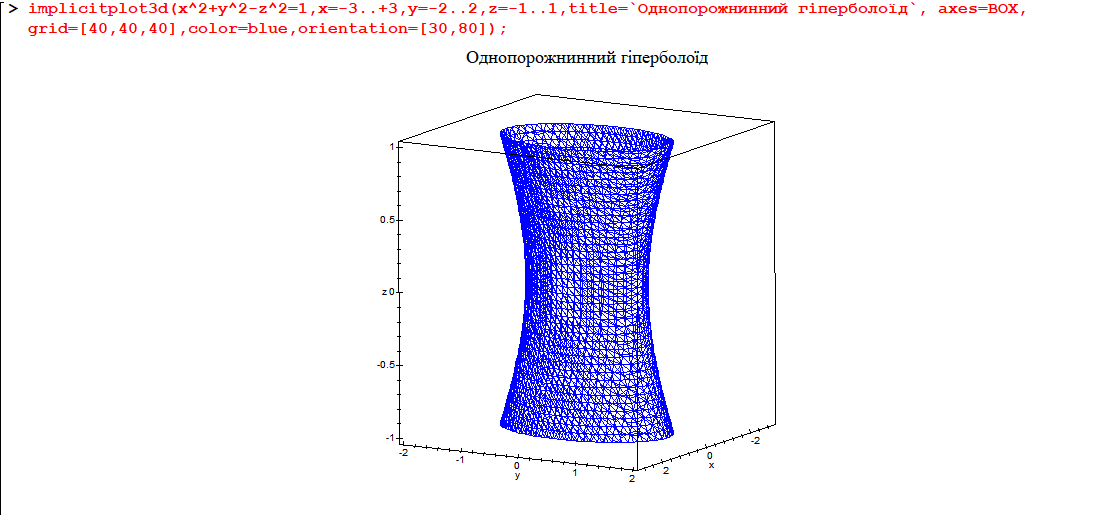 > implicitplot3d(x^2+y^2-z^2=1,x=-3..+3,y=-2..2,z=-1..1,title=`Однопорожнинний гіперболоїд`, axes=BOX,
grid=[40,40,40],color=blue,orientation=[30,80]);
Однопорожнинний гіперболоїд
1
0.5
z 0
-0.5
-1
-2
-1
0
1
2
y
2
0
-2
x